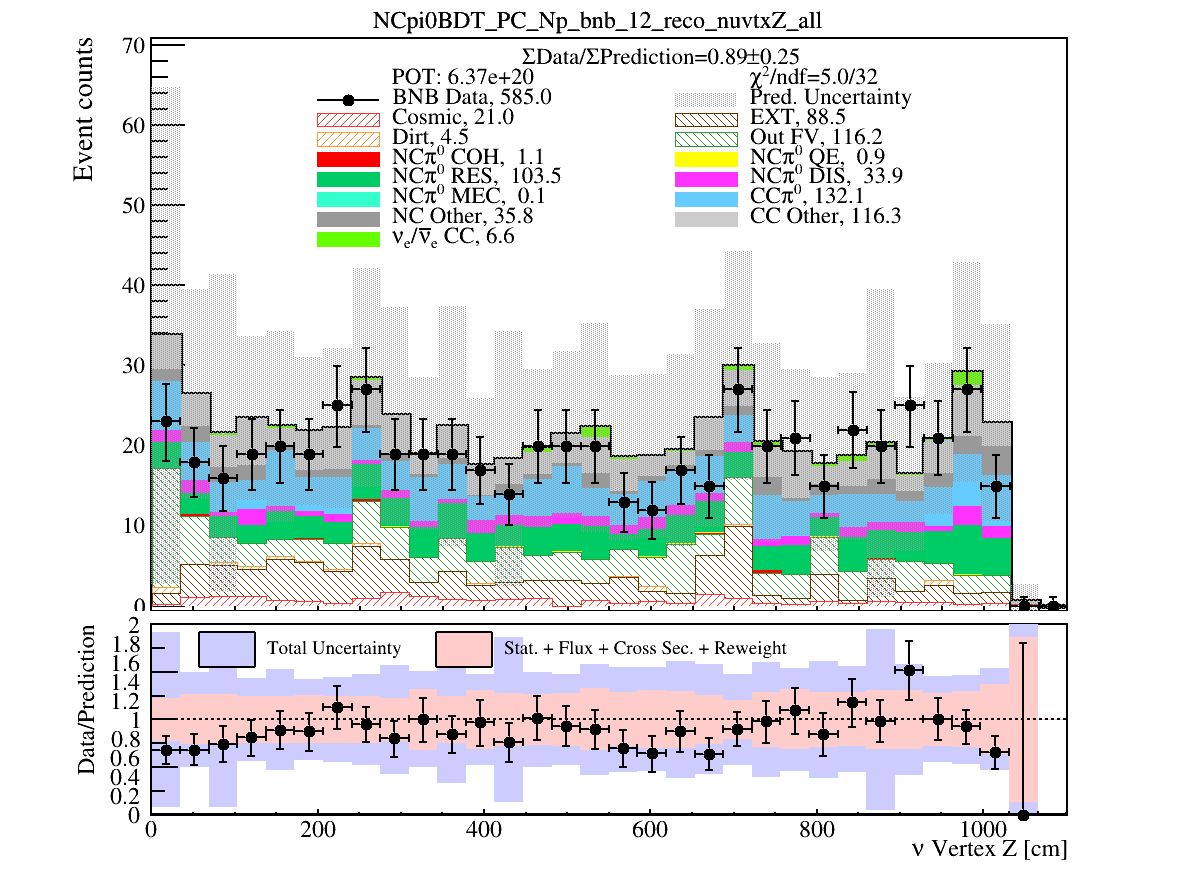 NCpi0BDT_PC_Np_bnb_12_reco_nuvtxZ_all
ΣData/ΣPrediction=0.89±0.25
POT: 6.37e+20
χ²/ndf=5.0/32
BNB Data, 585.0
Pred. Uncertainty
Cosmic, 21.0
EXT, 88.5
Dirt, 4.5
Out FV, 116.2
NCπ⁰ COH, 1.1
NCπ⁰ QE, 0.9
NCπ⁰ RES, 103.5
NCπ⁰ DIS, 33.9
NCπ⁰ MEC, 0.1
CCπ⁰, 132.1
NC Other, 35.8
CC Other, 116.3
νₑ/ν̅ₑ CC, 6.6
Event counts
70
60
50
40
30
20
10
0
Total Uncertainty
Stat. + Flux + Cross Sec. + Reweight
Data/Prediction
2
1.8
1.6
1.4
1.2
1
0.8
0.6
0.4
0.2
0
0 200 400 600 800 1000
ν Vertex Z [cm]